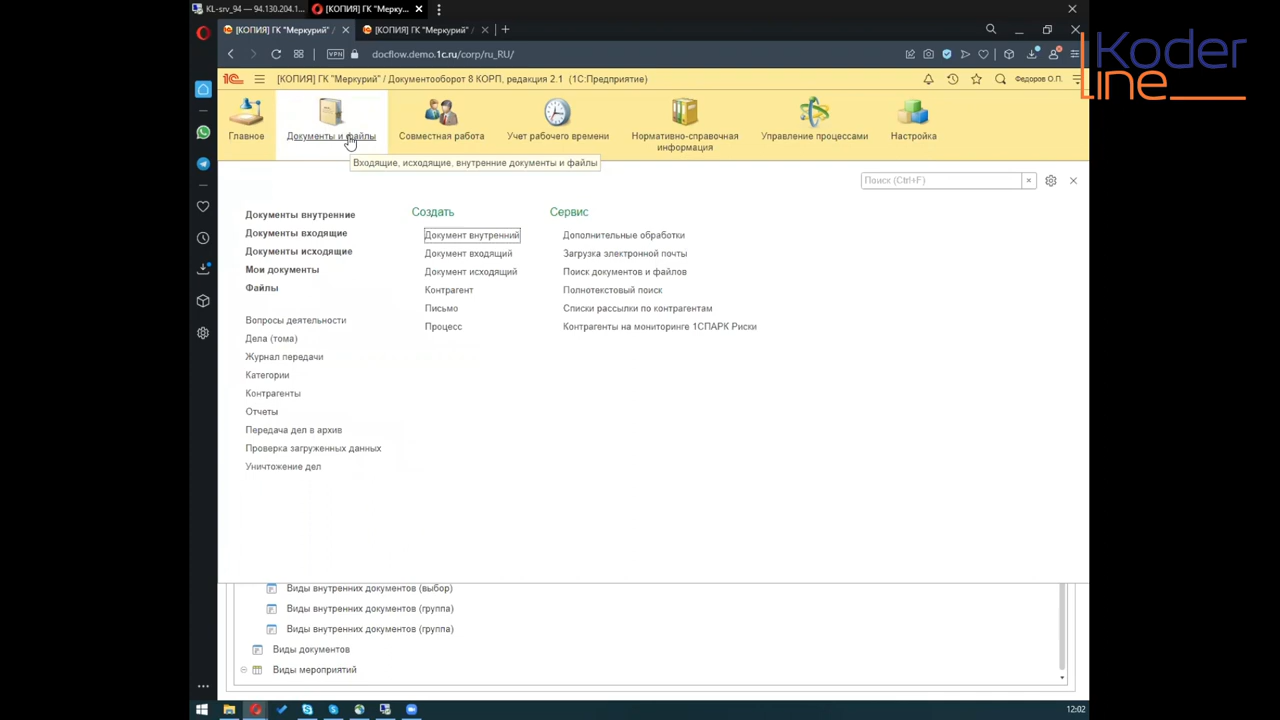 KL-srv_94 — 94.130.204.1...
[КОПИЯ] ГК "Мерку...
[КОПИЯ] ГК "Меркурий" /
[КОПИЯ] ГК "Меркурий" /
VPN
docflow.demo.1c.ru/corp/ru_RU/
Koder
Line
[КОПИЯ] ГК "Меркурий" / Документооборот 8 КОРП, редакция 2.1 (1С:Предприятие)
Федоров О.П.
Главное
Документы и файлы
Совместная работа
Учет рабочего времени
Нормативно-справочная
информация
Управление процессами
Настройка
Входящие, исходящие, внутренние документы и файлы
Поиск (Ctrl+F)
Документы внутренние
Документы входящие
Документы исходящие
Мои документы
Файлы
Вопросы деятельности
Дела (тома)
Журнал передачи
Категории
Контрагенты
Отчеты
Передача дел в архив
Проверка загруженных данных
Уничтожение дел
Создать
Документ внутренний
Документ входящий
Документ исходящий
Контрагент
Письмо
Процесс
Сервис
Дополнительные обработки
Загрузка электронной почты
Поиск документов и файлов
Полнотекстовый поиск
Списки рассылки по контрагентам
Контрагенты на мониторинге 1СПАРК Риски
Виды внутренних документов (выбор)
Виды внутренних документов (группа)
Виды внутренних документов (группа)
Виды документов
Виды мероприятий
12:02